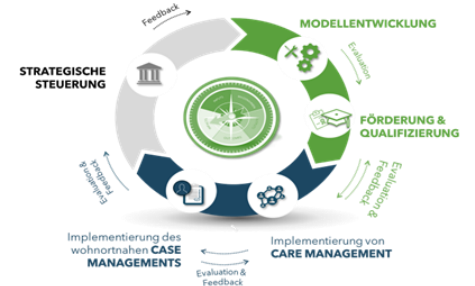 Feedback
MODELLENTWICKLUNG
Evaluation
STRATEGISCHE
STEUERUNG
FÖRDERUNG &
QUALIFIZIERUNG
Evaluation &
Feedback
Evaluation &
Feedback
Implementierung des
wohnortnahen CASE
MANAGEMENTS
Implementierung von
CARE MANAGEMENT
Evaluation &
Feedback